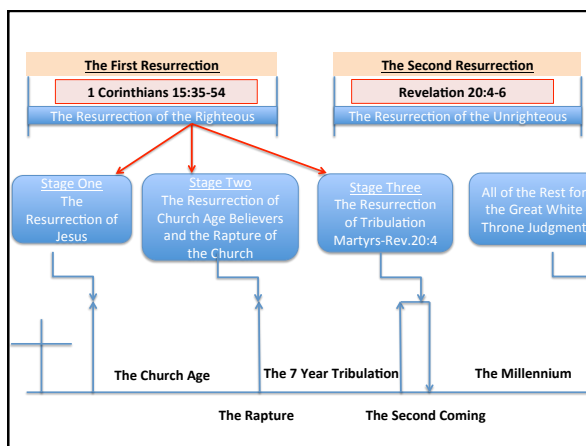 The First Resurrection
1 Corinthians 15:35-54
The Resurrection of the Righteous
The Second Resurrection
Revelation 20:4-6
The Resurrection of the Unrighteous
Stage One
The
Resurrection of
Jesus
Stage Two
The Resurrection of
Church Age Believers
and the Rapture of
the Church
Stage Three
The Resurrection
of Tribulation
Martyrs-Rev.20:4
All of the Rest for
the Great White
Throne Judgment
The Church Age
The 7 Year Tribulation
The Millennium
The Rapture
The Second Coming